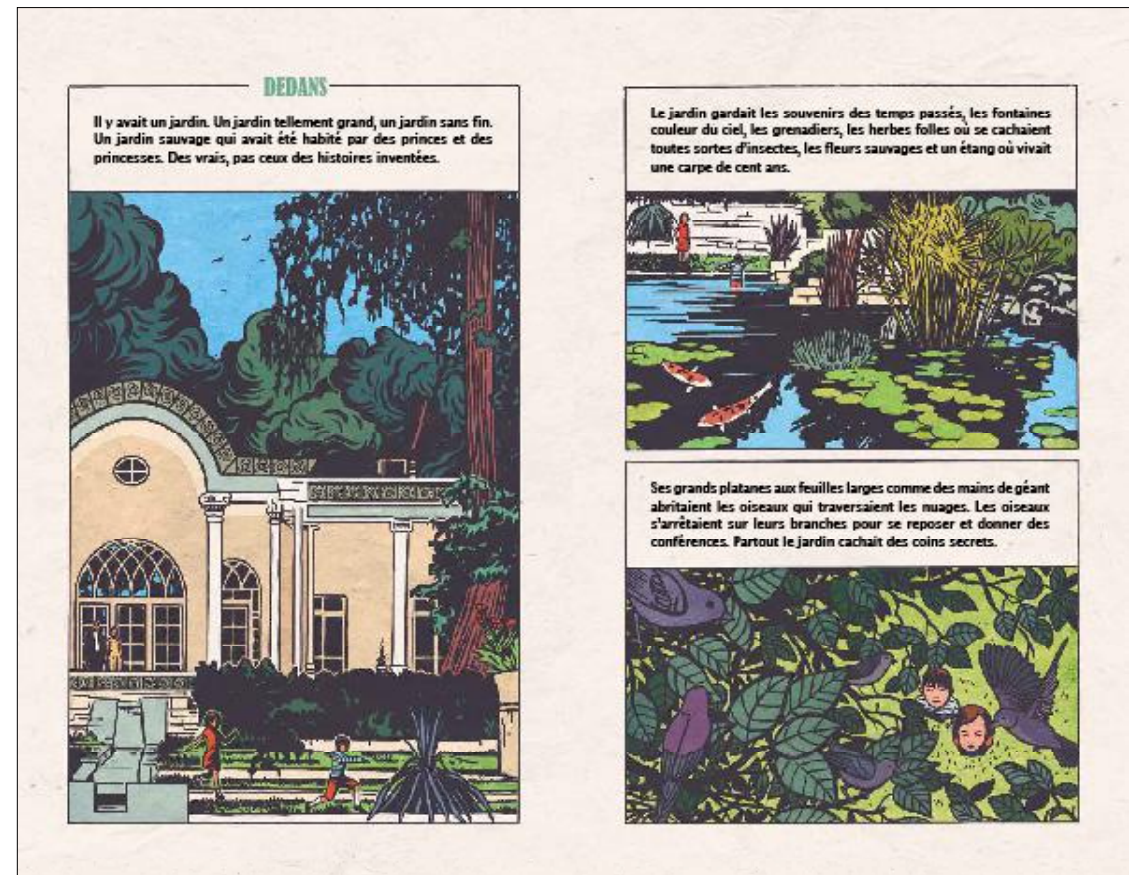 DEDANS
Il y avait un jardin. Un jardin tellement grand, un jardin sans fin.
Un jardin sauvage qui avait été habité par des princes et des
princesses. Des vrais, pas ceux des histoires inventées.
Le jardin gardait les souvenirs des temps passés, les fontaines
couleur du ciel, les grenadiers, les herbes folles où se cachaient
toutes sortes d'insectes, les fleurs sauvages et un étang où vivait
une carpe de cent ans.
Ses grands platanes aux feuilles larges comme des mains de géant
abritaient les oiseaux qui traversaient les nuages. Les oiseaux
s'arrêtaient sur leurs branches pour se reposer et donner des
conférences. Partout le jardin cachait des coins secrets.